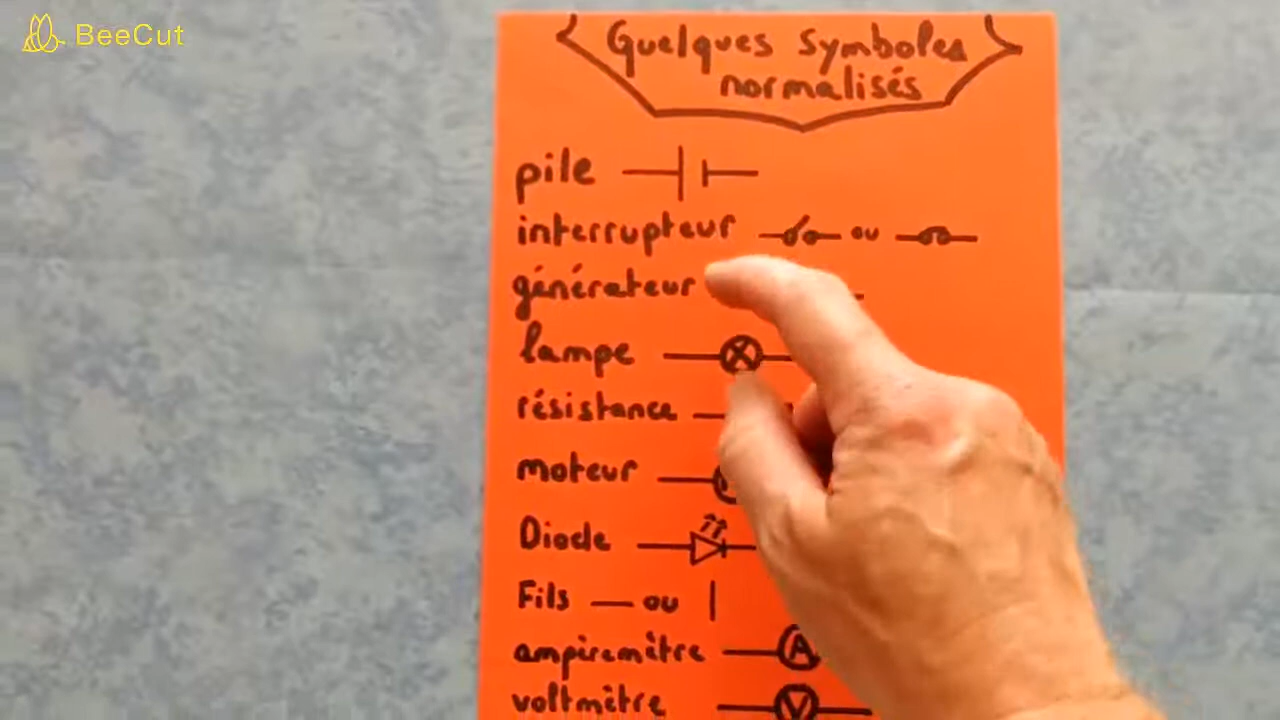 BeeCut
Quelques symboles
normalisés
pile
interrupteur ou
générateur
lampe
résistance
moteur
Diode
Fils ou
ampèremètre A
voltmètre V